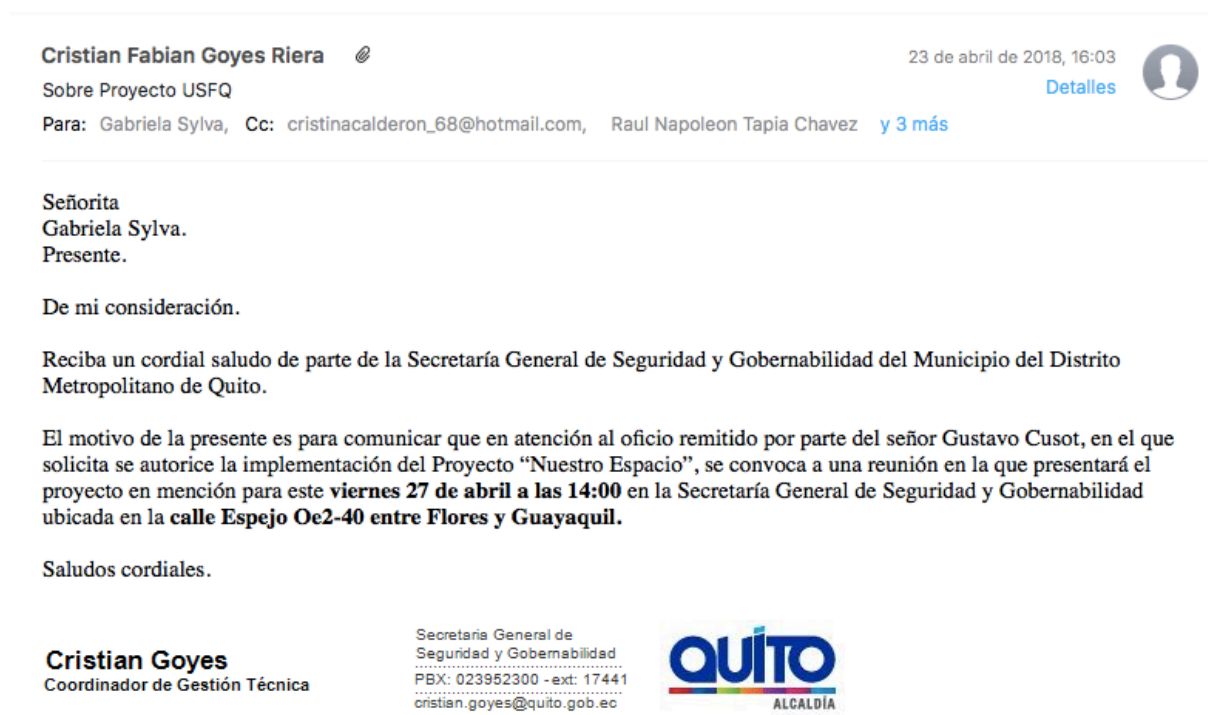 Cristian Fabian Goyes Riera
23 de abril de 2018, 16:03
Sobre Proyecto USFQ
Detalles
Para: Gabriela Sylva, Cc: cristinacalderon_68@hotmail.com, Raul Napoleon Tapia Chavez y 3 más
Señorita
Gabriela Sylva.
Presente.
De mi consideración.
Reciba un cordial saludo de parte de la Secretaría General de Seguridad y Gobernabilidad del Municipio del Distrito
Metropolitano de Quito.
El motivo de la presente es para comunicar que en atención al oficio remitido por parte del señor Gustavo Cusot, en el que
solicita se autorice la implementación del Proyecto “Nuestro Espacio”, se convoca a una reunión en la que presentará el
proyecto en mención para este viernes 27 de abril a las 14:00 en la Secretaría General de Seguridad y Gobernabilidad
ubicada en la calle Espejo Oe2-40 entre Flores y Guayaquil.
Saludos cordiales.
Cristian Goyes
Coordinador de Gestión Técnica
Secretaria General de
Seguridad y Gobernabilidad
PBX: 023952300 - ext: 17441
cristian.goyes@quito.gob.ec
QUITO
ALCALDÍA